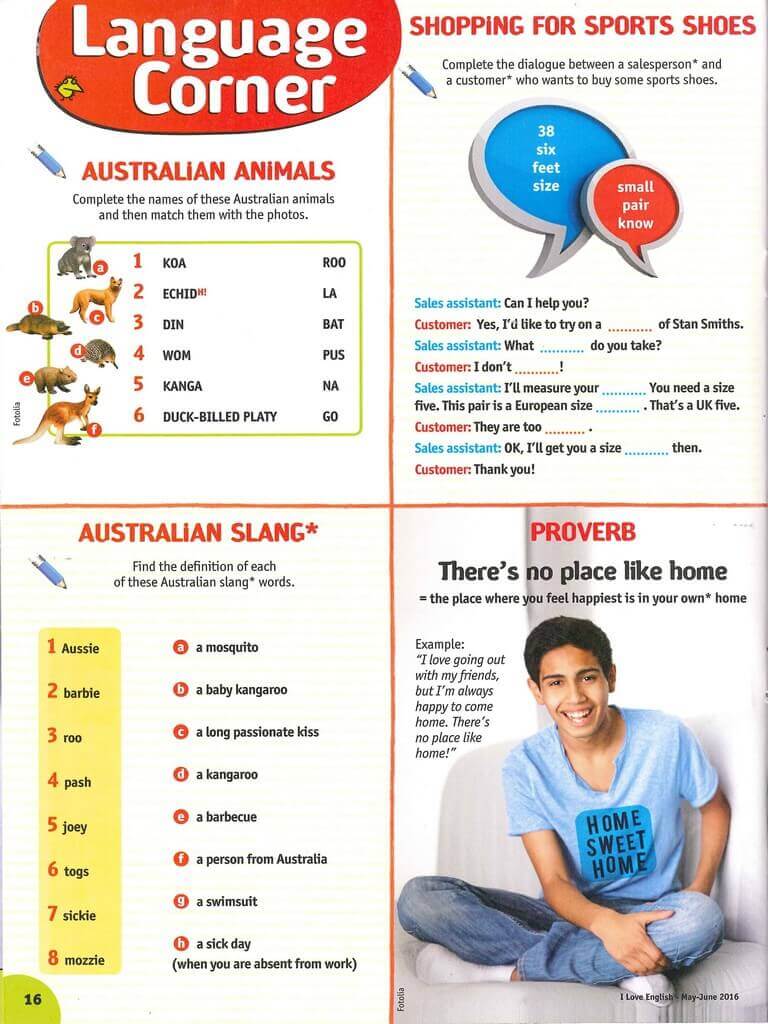 Language
Corner
AUSTRALIAN ANIMALS
Complete the names of these Australian animals
and then match them with the photos.
a
b
c
d
e
f
1 KOA ROO
2 ECHIDH! LA
3 DIN BAT
4 WOM PUS
5 KANGA NA
6 DUCK-BILLED PLATY GO
Fotolia
SHOPPING FOR SPORTS SHOES
Complete the dialogue between a salesperson* and
a customer* who wants to buy some sports shoes.
38
six
feet
size
small
pair
know
Sales assistant: Can I help you?
Customer: Yes, I'd like to try on a ........... of Stan Smiths.
Sales assistant: What ........... do you take?
Customer: I don't ...........!
Sales assistant: I'll measure your ........... You need a size
five. This pair is a European size ........... . That's a UK five.
Customer: They are too .......... .
Sales assistant: OK, I'll get you a size ........... then.
Customer: Thank you!
AUSTRALIAN SLANG*
Find the definition of each
of these Australian slang* words.
1 Aussie a a mosquito
2 barbie b a baby kangaroo
3 roo c a long passionate kiss
4 pash d a kangaroo
5 joey e a barbecue
6 togs f a person from Australia
7 sickie g a swimsuit
8 mozzie h a sick day
(when you are absent from work)
16
PROVERB
There's no place like home
= the place where you feel happiest is in your own* home
Example:
"I love going out
with my friends,
but I'm always
happy to come
home. There's
no place like
home!"
HOME
SWEET
HOME
Fotolia
I Love English - May-June 2016